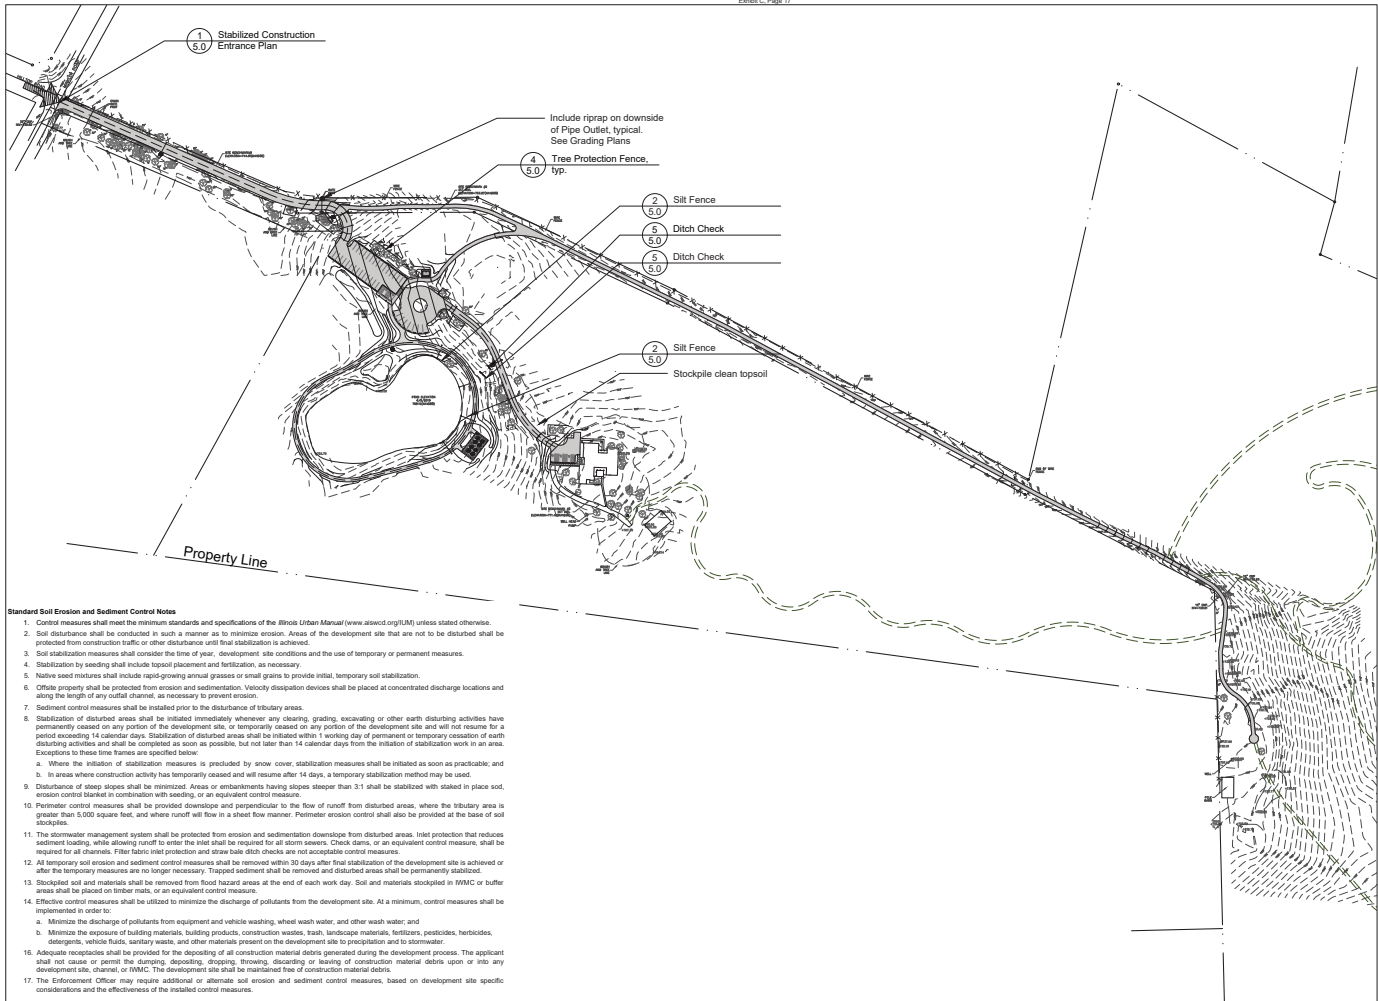 Exhibit C, Page 17
1
5.0
Stabilized Construction
Entrance Plan
Include riprap on downside
of Pipe Outlet, typical.
See Grading Plans
4
5.0
Tree Protection Fence,
typ.
2
5.0
Silt Fence
5
5.0
Ditch Check
5
5.0
Ditch Check
2
5.0
Silt Fence
Stockpile clean topsoil
Property Line
Standard Soil Erosion and Sediment Control Notes
1. Control measures shall meet the minimum standards and specifications of the Illinois Urban Manual (www.aiswcd.org/IUM) unless stated otherwise.
2. Soil disturbance shall be conducted in such a manner as to minimize erosion. Areas of the development site that are not to be disturbed shall be
protected from construction traffic or other disturbance until final stabilization is achieved.
3. Soil stabilization measures shall consider the time of year, development site conditions and the use of temporary or permanent measures.
4. Stabilization by seeding shall include topsoil placement and fertilization, as necessary.
5. Native seed mixtures shall include rapid-growing annual grasses or small grains to provide initial, temporary soil stabilization.
6. Offsite property shall be protected from erosion and sedimentation. Velocity dissipation devices shall be placed at concentrated discharge locations and
along the length of any outfall channel, as necessary to prevent erosion.
7. Sediment control measures shall be installed prior to the disturbance of tributary areas.
8. Stabilization of disturbed areas shall be initiated immediately whenever any clearing, grading, excavating or other earth disturbing activities have
permanently ceased on any portion of the development site, or temporarily ceased on any portion of the development site and will not resume for a
period exceeding 14 calendar days. Stabilization of disturbed areas shall be initiated within 1 working day of permanent or temporary cessation of earth
disturbing activities and shall be completed as soon as possible, but not later than 14 calendar days from the initiation of stabilization work in an area.
Exceptions to these time frames are specified below:
a. Where the initiation of stabilization measures is precluded by snow cover, stabilization measures shall be initiated as soon as practicable; and
b. In areas where construction activity has temporarily ceased and will resume after 14 days, a temporary stabilization method may be used.
9. Disturbance of steep slopes shall be minimized. Areas or embankments having slopes steeper than 3:1 shall be stabilized with staked in place sod,
erosion control blanket in combination with seeding, or an equivalent control measure.
10. Perimeter control measures shall be provided downslope and perpendicular to the flow of runoff from disturbed areas, where the tributary area is
greater than 5,000 square feet, and where runoff will flow in a sheet flow manner. Perimeter erosion control shall also be provided at the base of soil
stockpiles.
11. The stormwater management system shall be protected from erosion and sedimentation downslope from disturbed areas. Inlet protection that reduces
sediment loading, while allowing runoff to enter the inlet shall be required for all storm sewers. Check dams, or an equivalent control measure, shall be
required for all channels. Filter fabric inlet protection and straw bale ditch checks are not acceptable control measures.
12. All temporary soil erosion and sediment control measures shall be removed within 30 days after final stabilization of the development site is achieved or
after the temporary measures are no longer necessary. Trapped sediment shall be removed and disturbed areas shall be permanently stabilized.
13. Stockpiled soil and materials shall be removed from flood hazard areas at the end of each work day. Soil and materials stockpiled in IWMC or buffer
areas shall be placed on timber mats, or an equivalent control measure.
14. Effective control measures shall be utilized to minimize the discharge of pollutants from the development site. At a minimum, control measures shall be
implemented in order to:
a. Minimize the discharge of pollutants from equipment and vehicle washing, wheel wash water, and other wash water; and
b. Minimize the exposure of building materials, building products, construction wastes, trash, landscape materials, fertilizers, pesticides, herbicides,
detergents, vehicle fluids, sanitary waste, and other materials present on the development site to precipitation and to stormwater.
16. Adequate receptacles shall be provided for the depositing of all construction material debris generated during the development process. The applicant
shall not cause or permit the dumping, depositing, dropping, throwing, discarding or leaving of construction material debris upon or into any
development site, channel, or IWMC. The development site shall be maintained free of construction material debris.
17. The Enforcement Officer may require additional or alternate soil erosion and sediment control measures, based on development site specific
considerations and the effectiveness of the installed control measures.